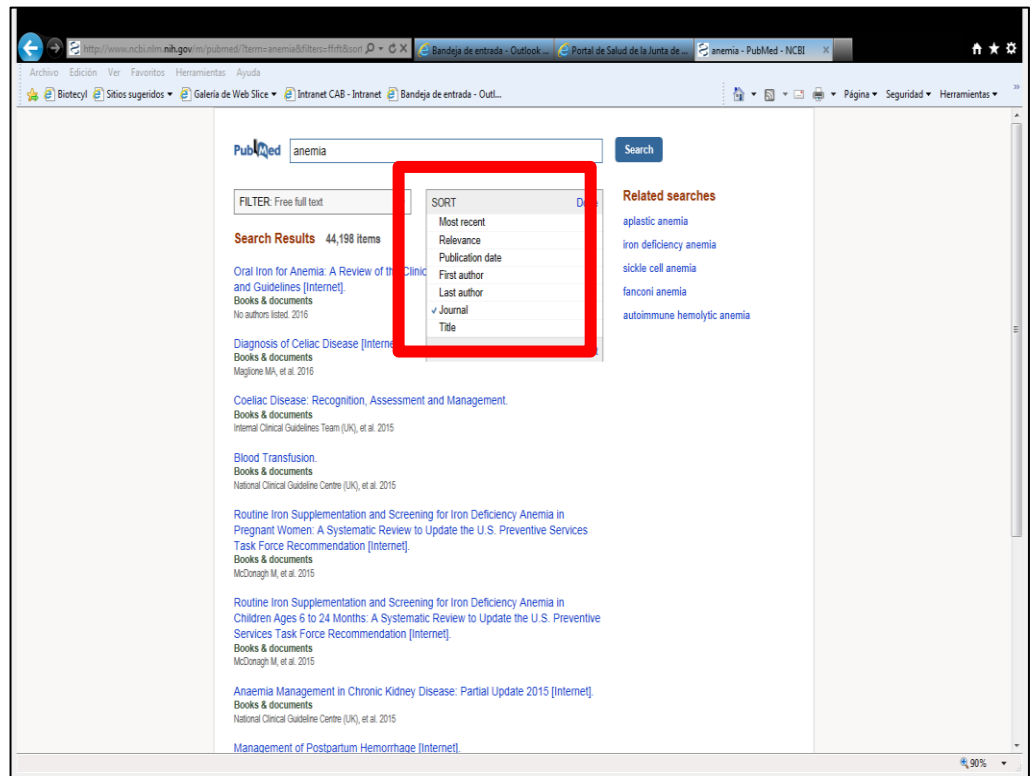 http://www.ncbi.nlm.nih.gov/m/pubmed/?term=anemia&filters=ffrft&sort
Bandeja de entrada - Outlook ...
Portal de Salud de la Junta de ...
anemia - PubMed - NCBI
Archivo Edición Ver Favoritos Herramientas Ayuda
Biotecyl Sitios sugeridos Galería de Web Slice Intranet CAB - Intranet Bandeja de entrada - Outl...
Página Seguridad Herramientas
PubMed anemia Search
FILTER: Free full text
SORT
Most recent
Relevance
Publication date
First author
Last author
Journal
Title
Related searches
aplastic anemia
iron deficiency anemia
sickle cell anemia
fanconi anemia
autoimmune hemolytic anemia
Search Results 44,198 items
Oral Iron for Anemia: A Review of the
and Guidelines [Internet].
Books & documents
No authors listed. 2016
Diagnosis of Celiac Disease
Books & documents
Maglione MA, et al. 2016
Coeliac Disease: Recognition, Assessment and Management.
Books & documents
Internal Clinical Guidelines Team (UK), et al. 2015
Blood Transfusion.
Books & documents
National Clinical Guideline Centre (UK), et al. 2015
Routine Iron Supplementation and Screening for Iron Deficiency Anemia in
Pregnant Women: A Systematic Review to Update the U.S. Preventive Services
Task Force Recommendation [Internet].
Books & documents
McDonagh M, et al. 2015
Routine Iron Supplementation and Screening for Iron Deficiency Anemia in
Children Ages 6 to 24 Months: A Systematic Review to Update the U.S. Preventive
Services Task Force Recommendation [Internet].
Books & documents
McDonagh M, et al. 2015
Anaemia Management in Chronic Kidney Disease: Partial Update 2015 [Internet].
Books & documents
National Clinical Guideline Centre (UK), et al. 2015
Management of Postpartum Hemorrhage [Internet].
90%